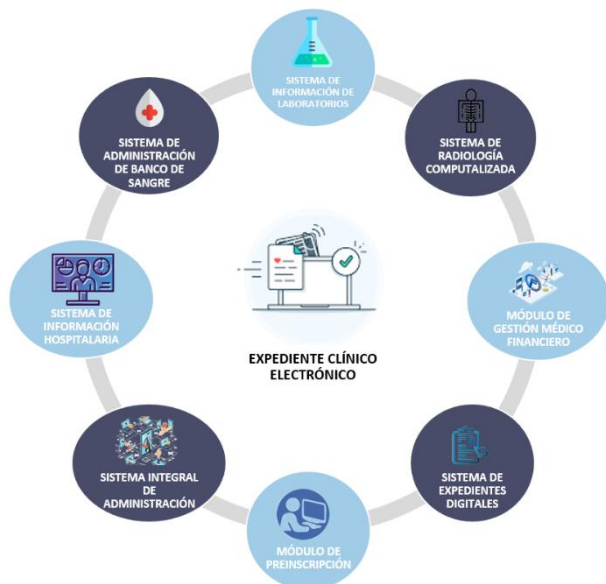 SISTEMA DE
INFORMACIÓN DE
LABORATORIOS
SISTEMA DE
RADIOLOGÍA
COMPUTALIZADA
MÓDULO DE
GESTIÓN MÉDICO
FINANCIERO
SISTEMA DE
EXPEDIENTES
DIGITALES
MÓDULO DE
PREINSCRIPCIÓN
SISTEMA INTEGRAL
DE
ADMINISTRACIÓN
SISTEMA DE
INFORMACIÓN
HOSPITALARIA
SISTEMA DE
ADMINISTRACIÓN
DE BANCO DE
SANGRE
EXPEDIENTE CLÍNICO
ELECTRÓNICO